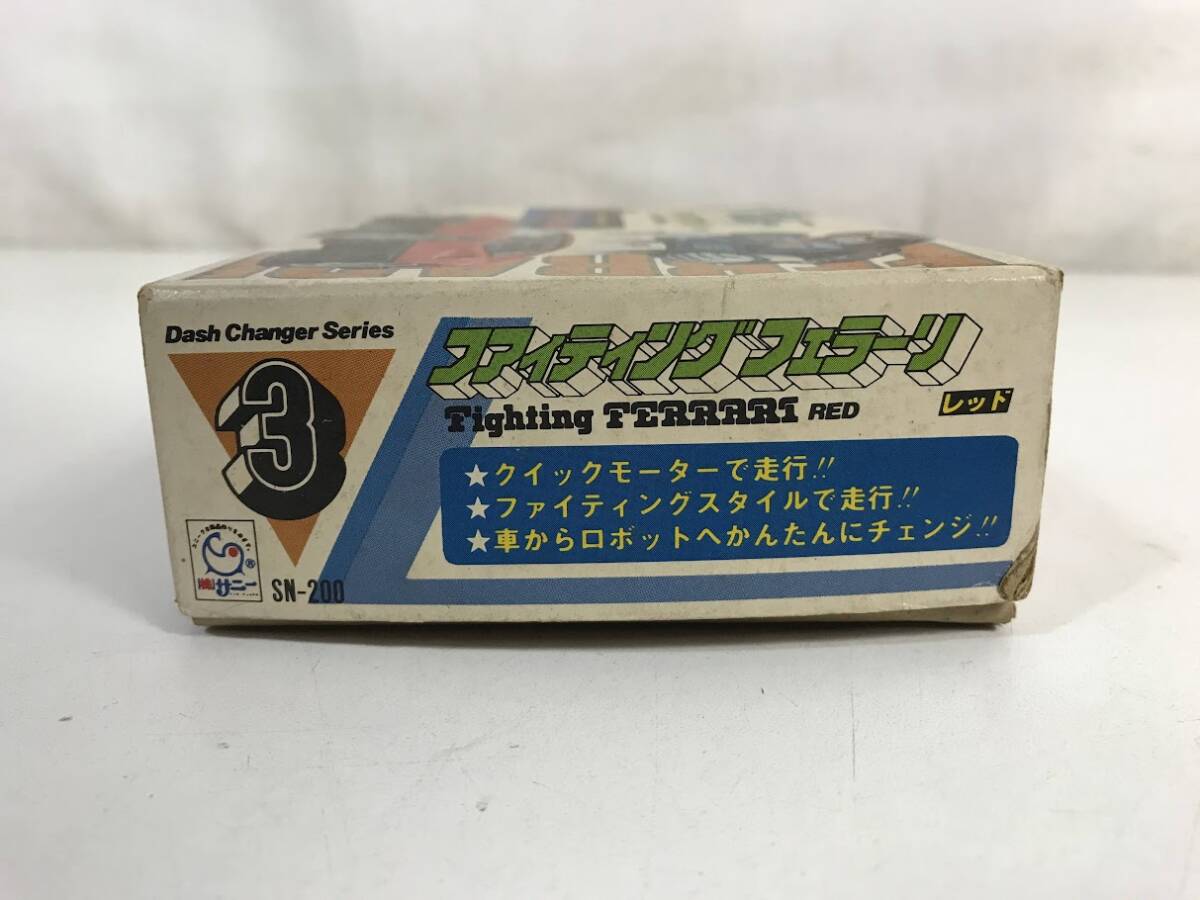 Dash Changer Series
3
ファイティングフェラーリ
Fighting FERRARI RED
レッド
★クイックモーターで走行!!
★ファイティングスタイルで走行!!
★車からロボットへかんたんにチェンジ!!
®
サニー
SN-200